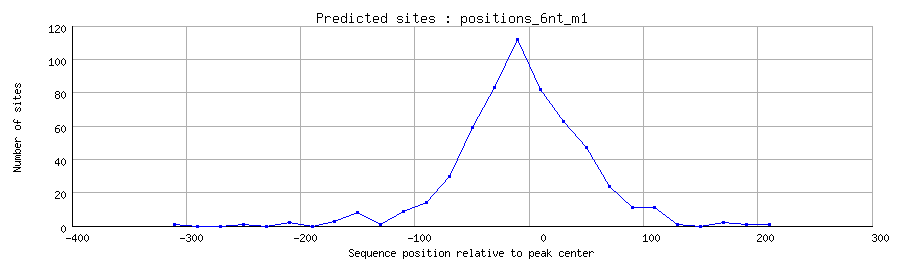 Predicted sites : positions_6nt_m1
120
100
80
60
40
20
0
Number of sites
-400 -300 -200 -100 0 100 200 300
Sequence position relative to peak center